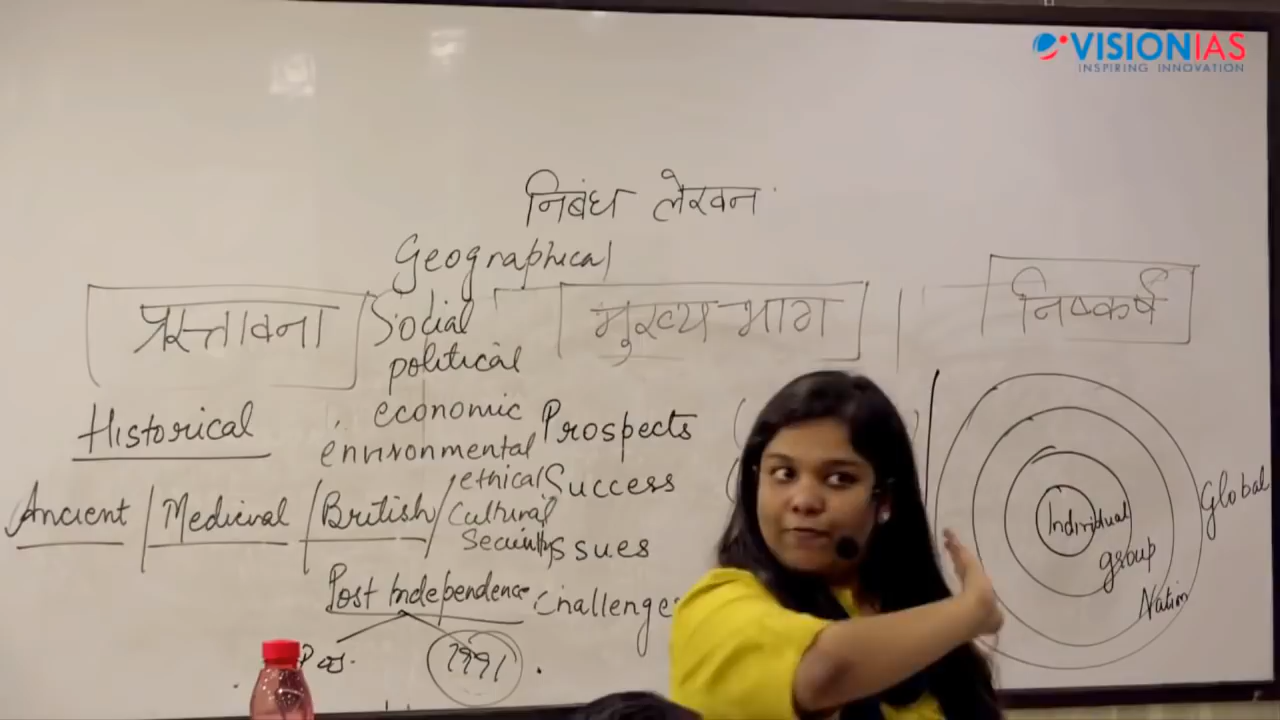 VISIONIAS
INSPIRING INNOVATION
निबंध लेखन
Geographical
प्रस्तावना
Social
मुख्य भाग
निष्कर्ष
political
Historical
economic
Prospects
environmental
ethical
Success
Ancient / Medieval / British /
Cultural
Security
Issues
Post Independence
Challenges
1991
Individual
group
Nation
Global